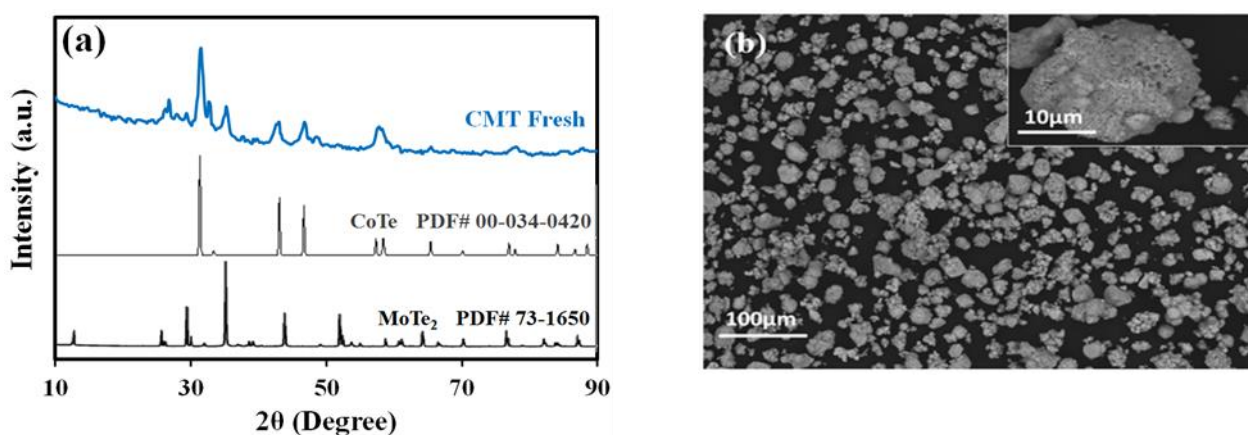 (a)
CMT Fresh
CoTe PDF# 00-034-0420
MoTe₂ PDF# 73-1650
Intensity (a.u.)
10 30 50 70 90
2θ (Degree)
(b)
10μm
100μm